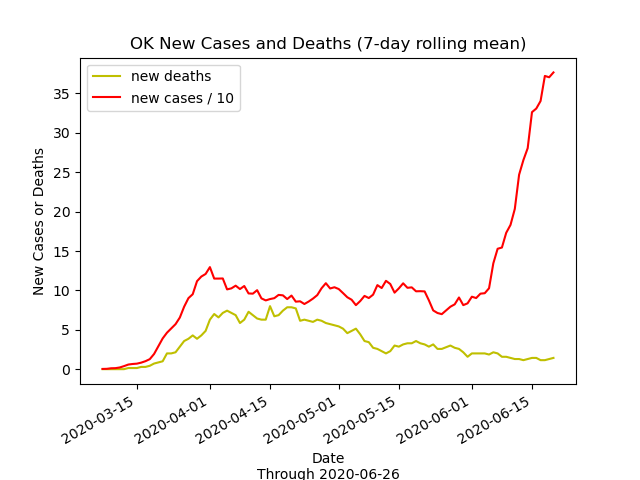 OK New Cases and Deaths (7-day rolling mean)
new deaths
new cases / 10
New Cases or Deaths
35
30
25
20
15
10
5
0
2020-03-15
2020-04-01
2020-04-15
2020-05-01
2020-05-15
2020-06-01
2020-06-15
Date
Through 2020-06-26